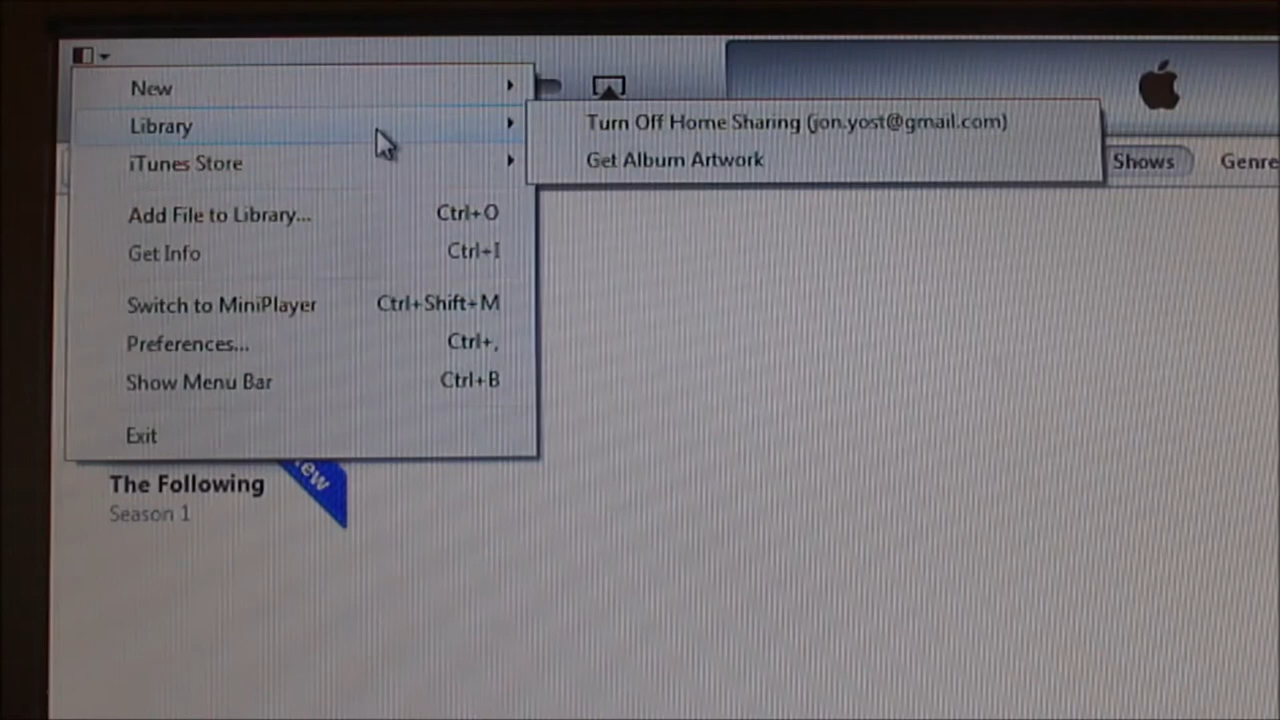 New
Library
iTunes Store
Add File to Library... Ctrl+O
Get Info Ctrl+I
Switch to MiniPlayer Ctrl+Shift+M
Preferences... Ctrl+,
Show Menu Bar Ctrl+B
Exit
Turn Off Home Sharing (jon.yost@gmail.com)
Get Album Artwork
Shows Genre
The Following
Season 1